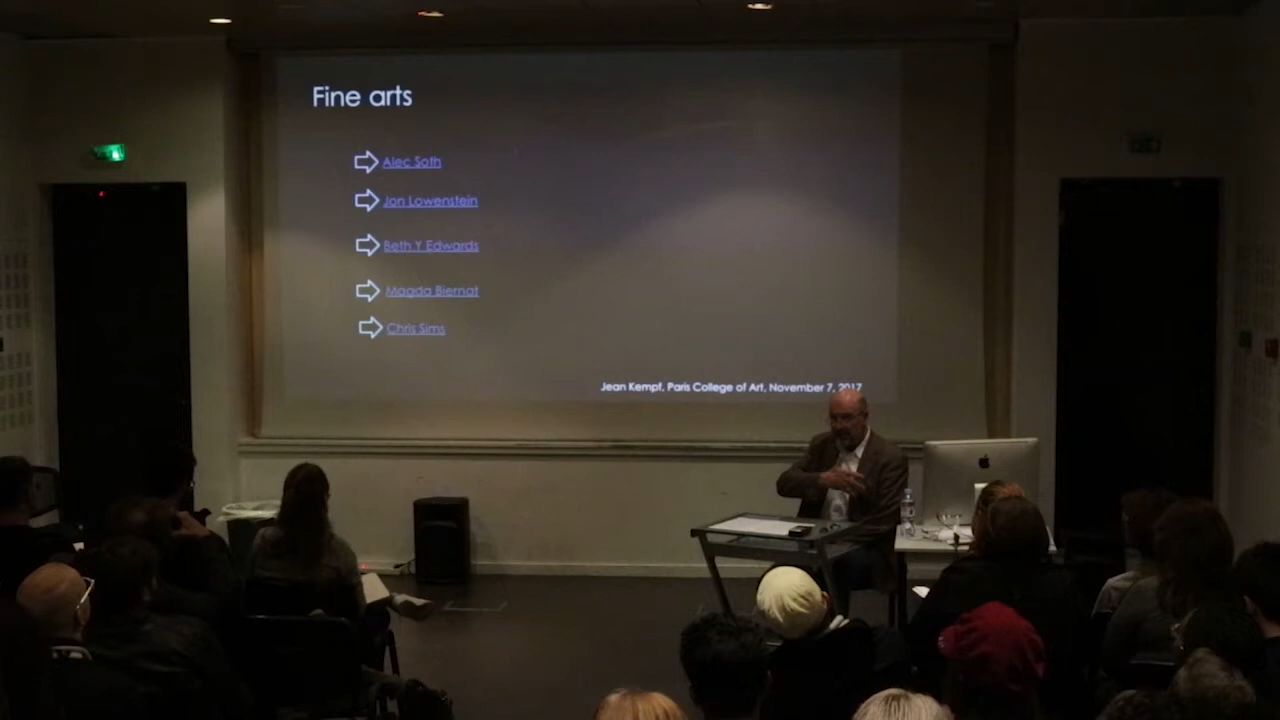 Fine arts
Alec Soth
Jon Lowenstein
Beth Y Edwards
Magda Biernat
Chris Sims
Jean Kempf, Paris College of Art, November 7, 2017